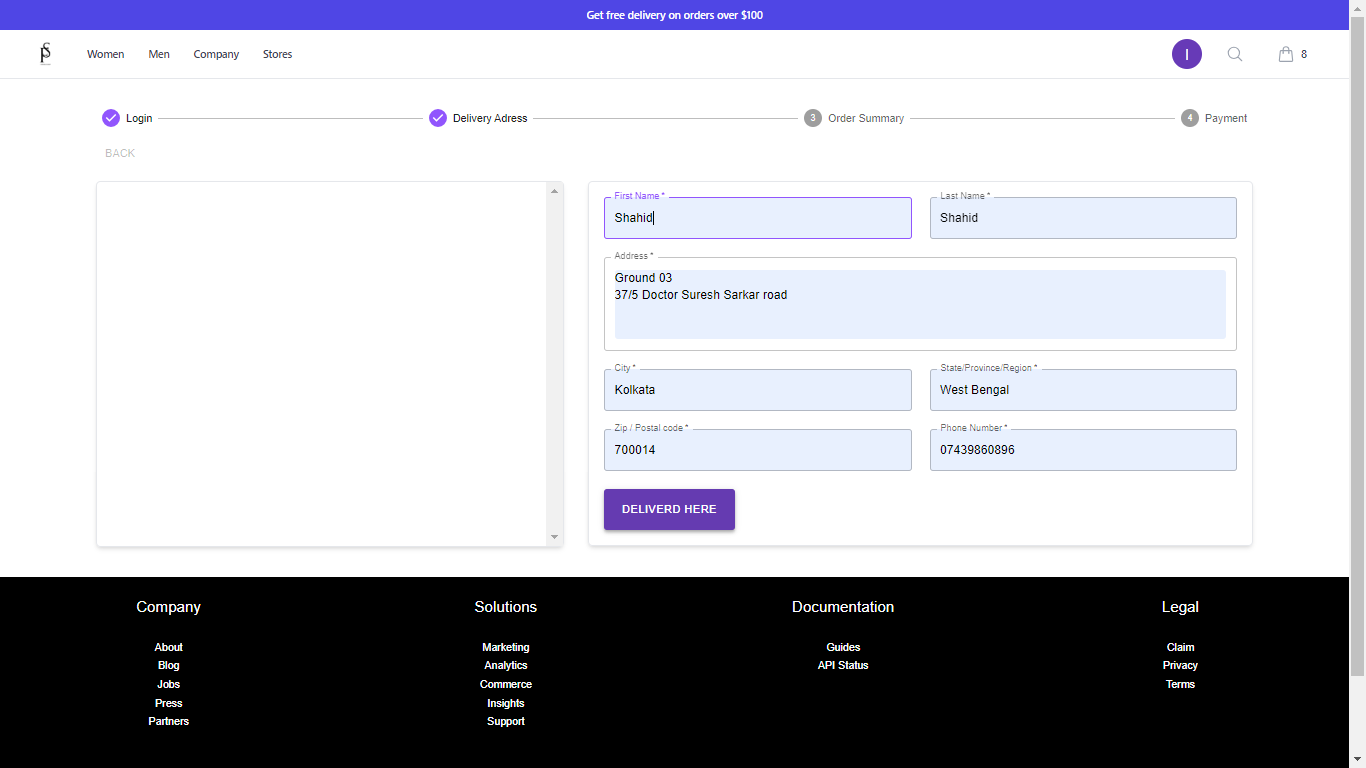 Get free delivery on orders over $100
PS
Women Men Company Stores I 8
Login Delivery Adress 3 Order Summary 4 Payment
BACK
First Name *
Shahid
Last Name *
Shahid
Address *
Ground 03
37/5 Doctor Suresh Sarkar road
City *
Kolkata
State/Province/Region *
West Bengal
Zip / Postal code *
700014
Phone Number *
07439860896
DELIVERD HERE
Company
About
Blog
Jobs
Press
Partners
Solutions
Marketing
Analytics
Commerce
Insights
Support
Documentation
Guides
API Status
Legal
Claim
Privacy
Terms